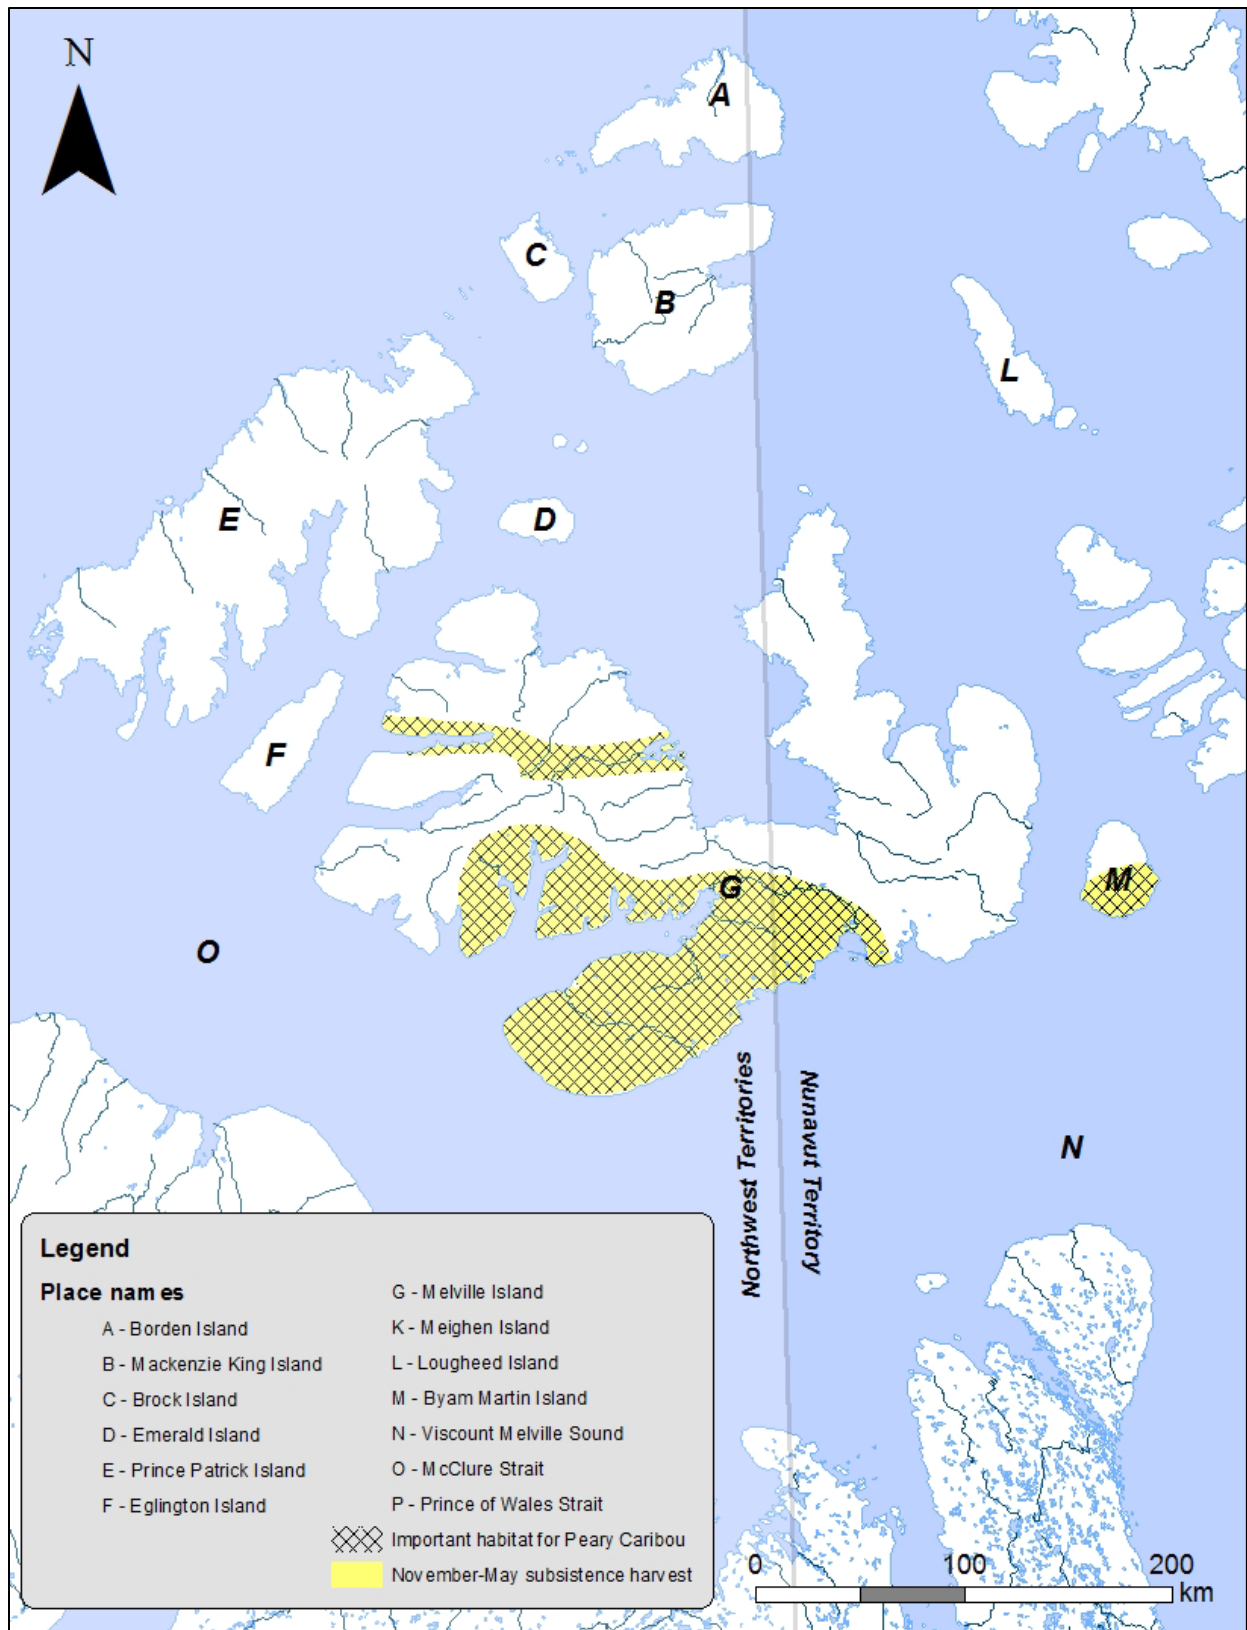 N
A
C
B
L
E
D
F
G
M
O
N
Northwest Territories
Nunavut Territory
Legend
Place names
A - Borden Island
B - Mackenzie King Island
C - Brock Island
D - Emerald Island
E - Prince Patrick Island
F - Eglington Island
G - Melville Island
K - Meighen Island
L - Lougheed Island
M - Byam Martin Island
N - Viscount Melville Sound
O - McClure Strait
P - Prince of Wales Strait
Important habitat for Peary Caribou
November-May subsistence harvest
0 100 200
km